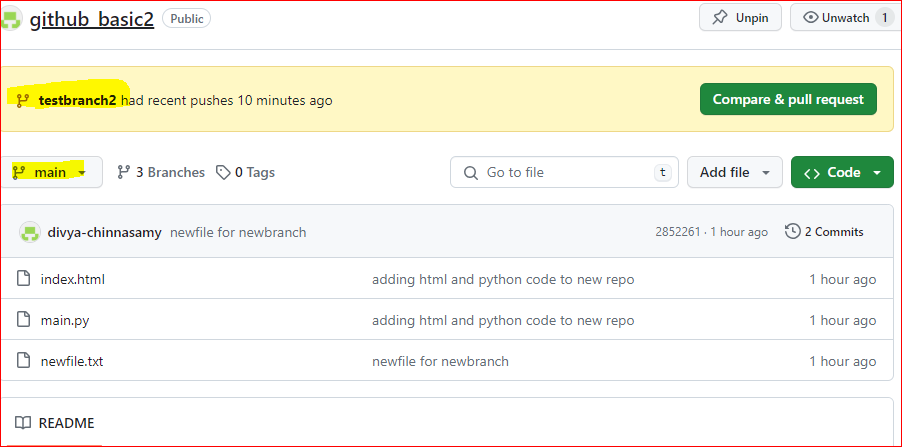 github_basic2 Public Unpin Unwatch 1
testbranch2 had recent pushes 10 minutes ago Compare & pull request
main 3 Branches 0 Tags Go to file t Add file Code
divya-chinnasamy newfile for newbranch 2852261 · 1 hour ago 2 Commits
index.html adding html and python code to new repo 1 hour ago
main.py adding html and python code to new repo 1 hour ago
newfile.txt newfile for newbranch 1 hour ago
README